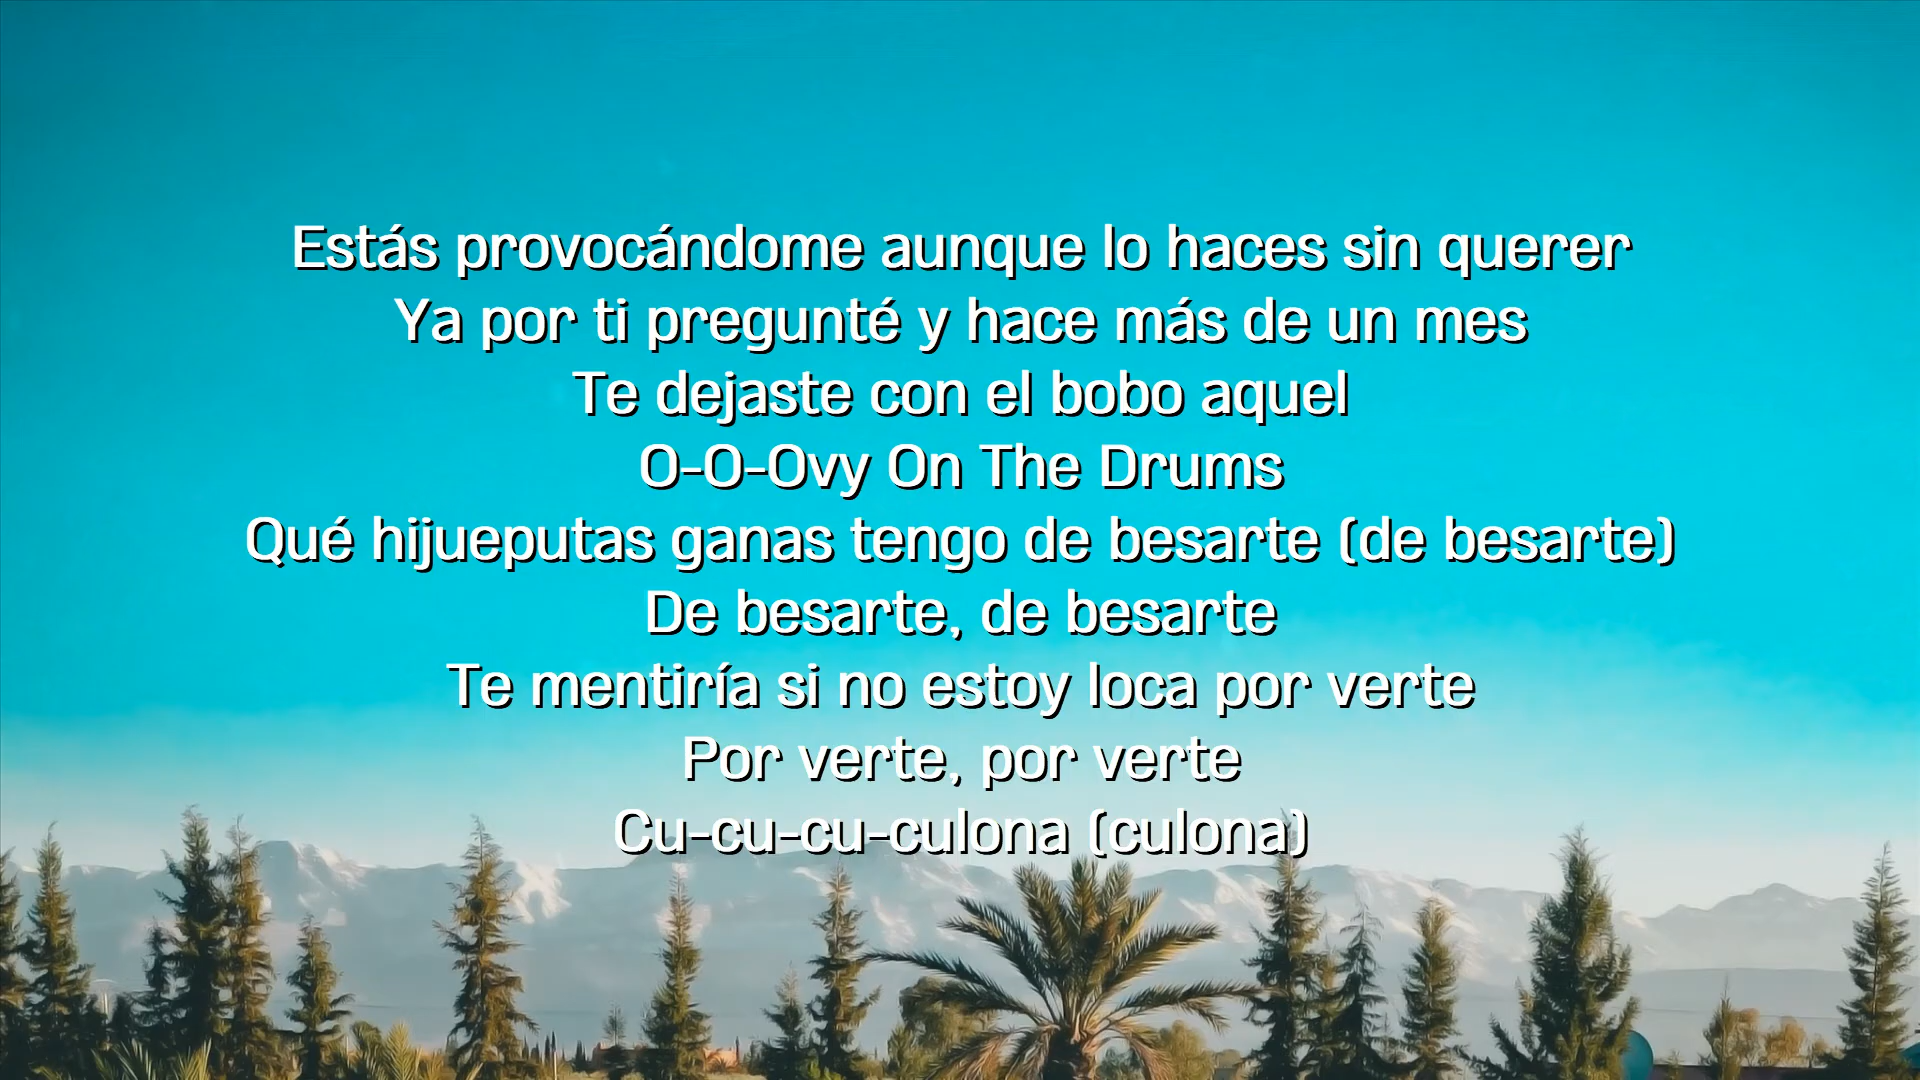 Estás provocándome aunque lo haces sin querer
Ya por ti pregunté y hace más de un mes
Te dejaste con el bobo aquel
O-O-Ovy On The Drums
Qué hijueputas ganas tengo de besarte (de besarte)
De besarte, de besarte
Te mentiría si no estoy loca por verte
Por verte, por verte
Cu-cu-cu-culona (culona)